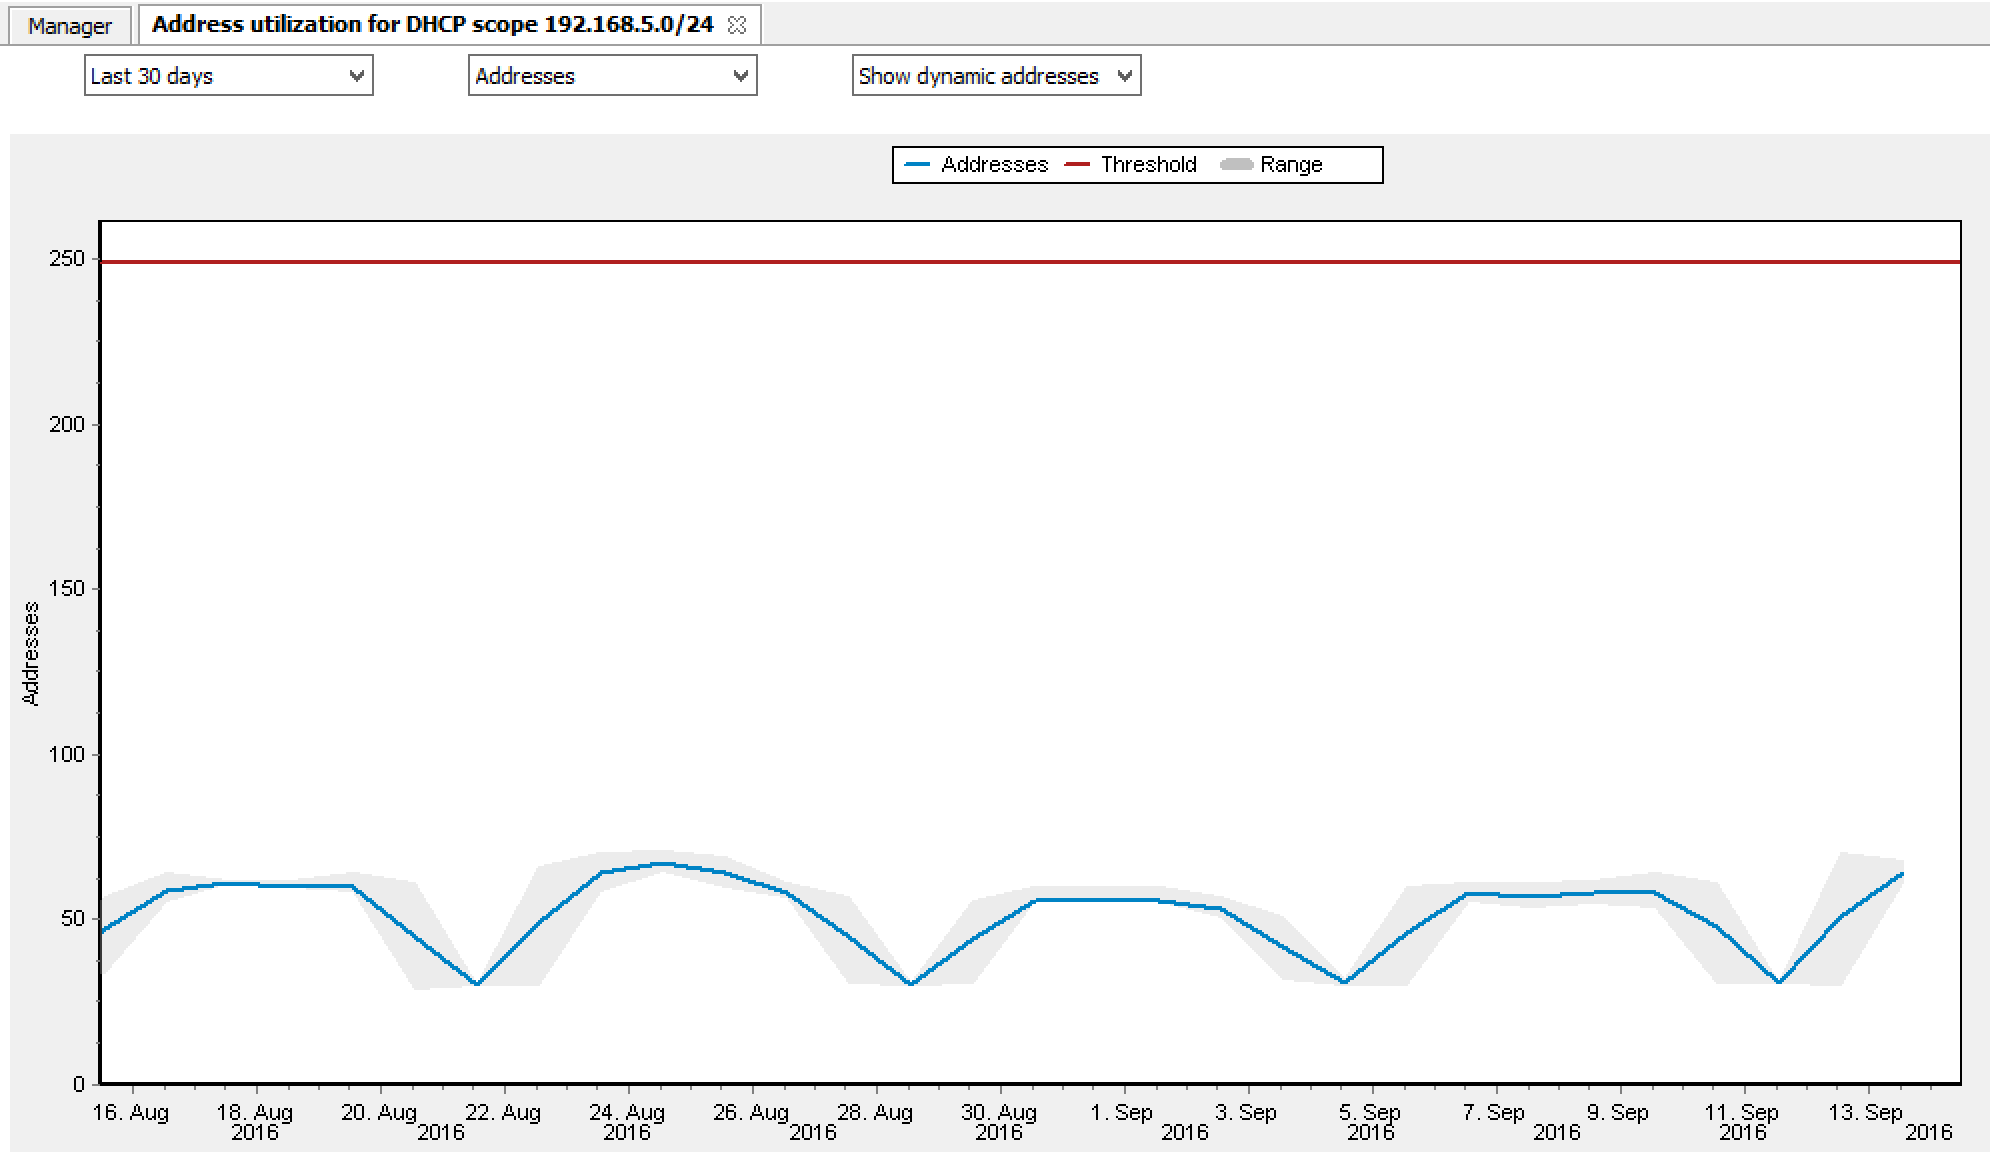 Manager
Address utilization for DHCP scope 192.168.5.0/24
Last 30 days
Addresses
Show dynamic addresses
Addresses Threshold Range
250
200
150
100
50
0
Addresses
16. Aug 18. Aug 20. Aug 22. Aug 24. Aug 26. Aug 28. Aug 30. Aug 1. Sep 3. Sep 5. Sep 7. Sep 9. Sep 11. Sep 13. Sep
2016 2016 2016 2016 2016 2016 2016 2016 2016 2016